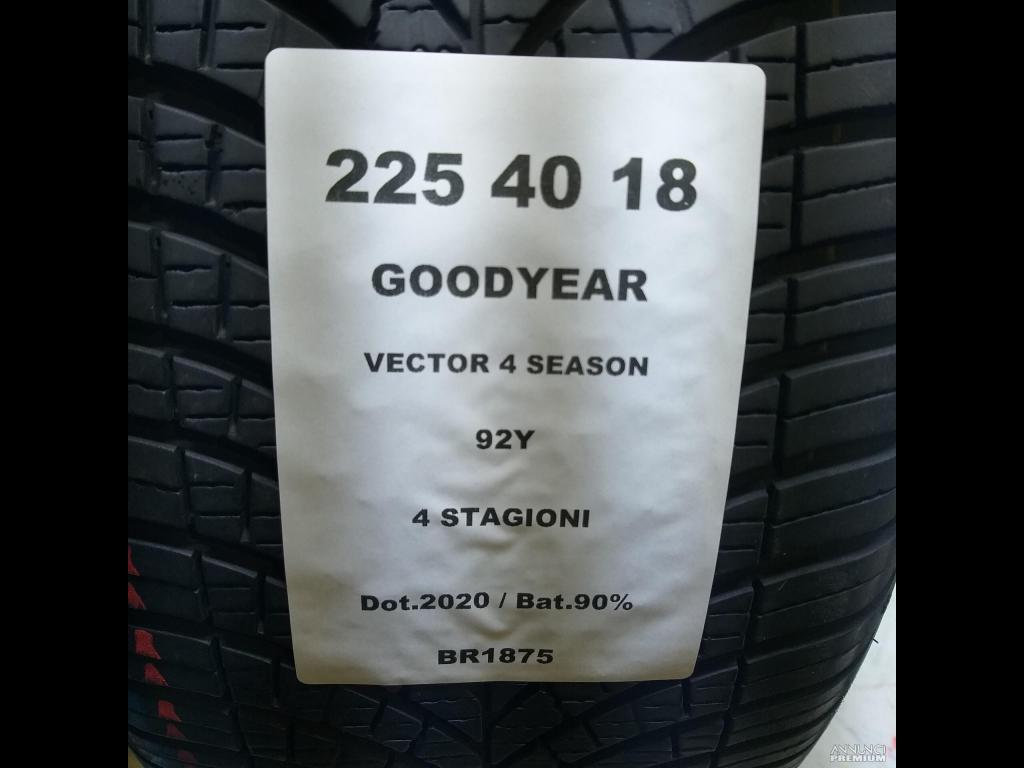 225 40 18
GOODYEAR
VECTOR 4 SEASON
92Y
4 STAGIONI
Dot.2020 / Bat.90%
BR1875
ANNUNCI
PREMIUM